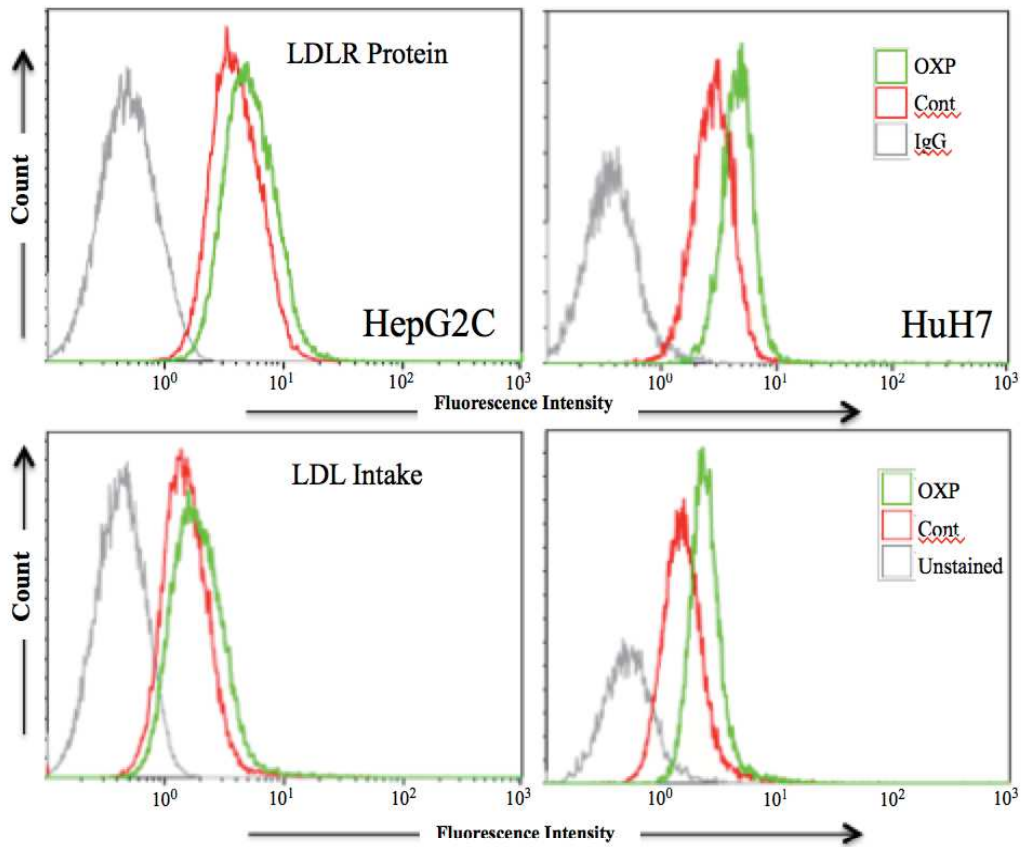 LDLR Protein
Count
HepG2C
10⁰ 10¹ 10² 10³
OXP
Cont
IgG
HuH7
10⁰ 10¹ 10² 10³
Fluorescence Intensity
LDL Intake
Count
10⁰ 10¹ 10² 10³
OXP
Cont
Unstained
10⁰ 10¹ 10² 10³
Fluorescence Intensity